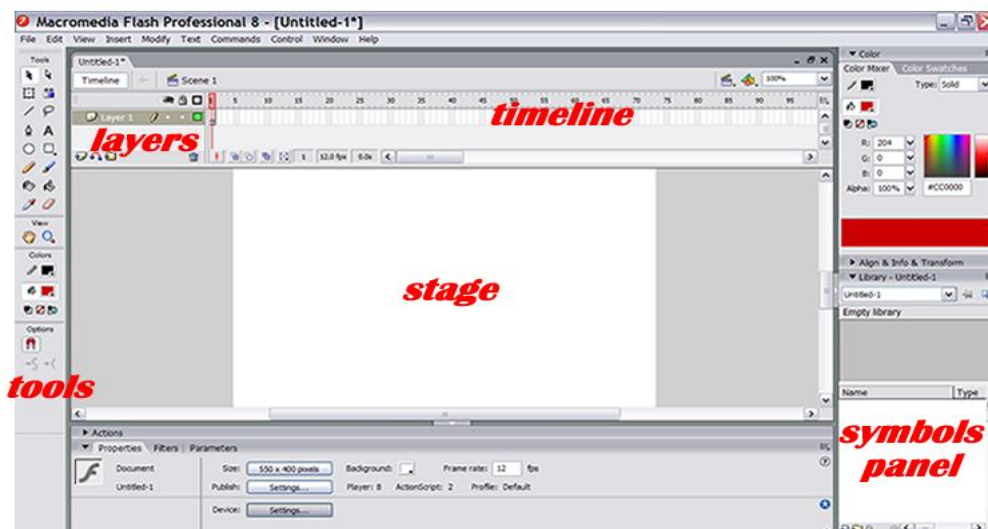 Macromedia Flash Professional 8 - [Untitled-1*]
File Edit View Insert Modify Text Commands Control Window Help
Tools
Untitled-1*
Timeline Scene 1 100%
5 10 15 20 25 30 35 40 45 50 55 60 65 70 75 80 85 90 95
Layer 1
layers
timeline
1 12.0 fps 0.0s
View
Colors
Options
tools
stage
Color
Color Mixer Color Swatches
Type: Solid
R: 204
G: 0
B: 0
Alpha: 100% #CC0000
Align & Info & Transform
Library - Untitled-1
Untitled-1
Empty library
Name Type
symbols
panel
Actions
Properties Filters Parameters
Document Size: 550 x 400 pixels Background: Frame rate: 12 fps
Untitled-1 Publish: Settings... Player: 8 ActionScript: 2 Profile: Default
Device: Settings...